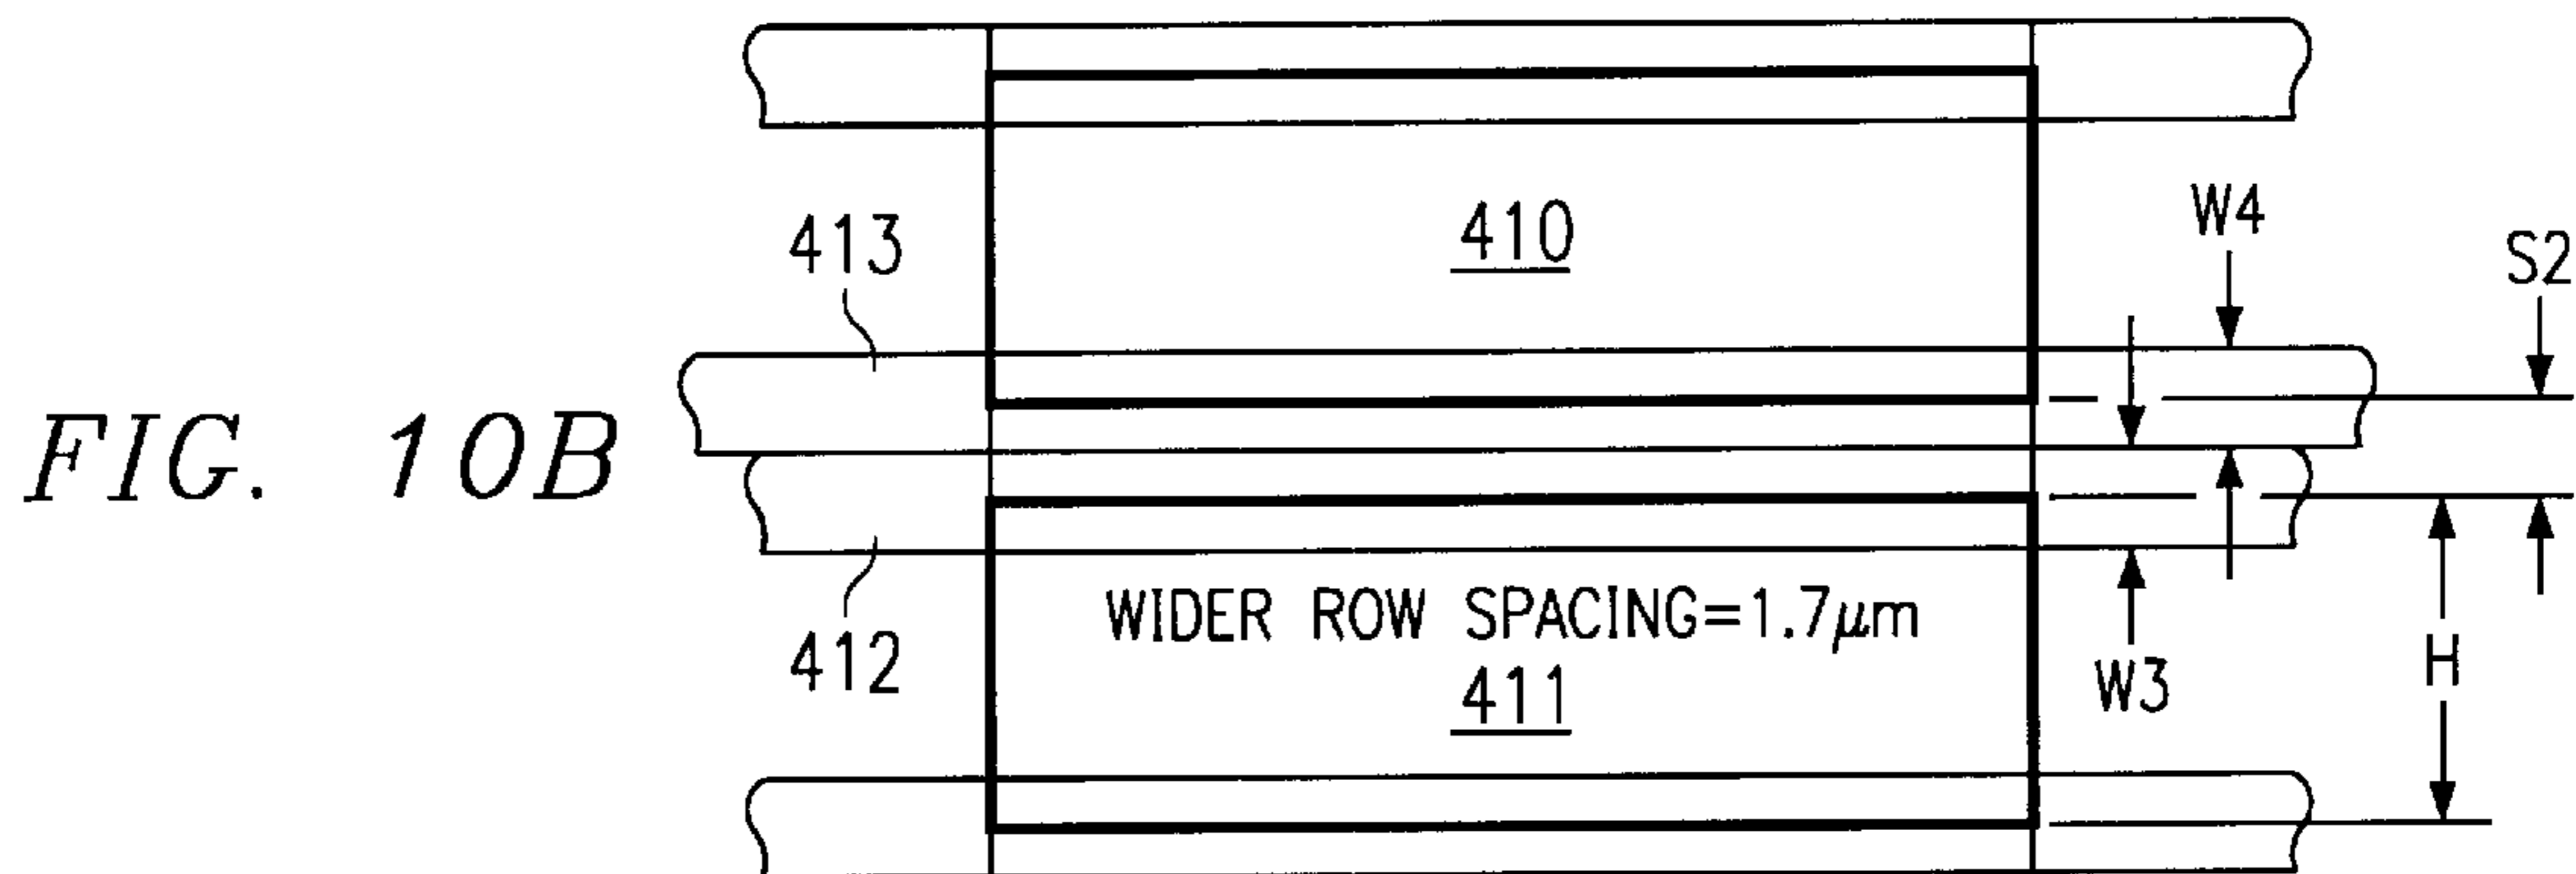 413
410
W4
S2
FIG. 10B
412
WIDER ROW SPACING=1.7μm
411
W3
H